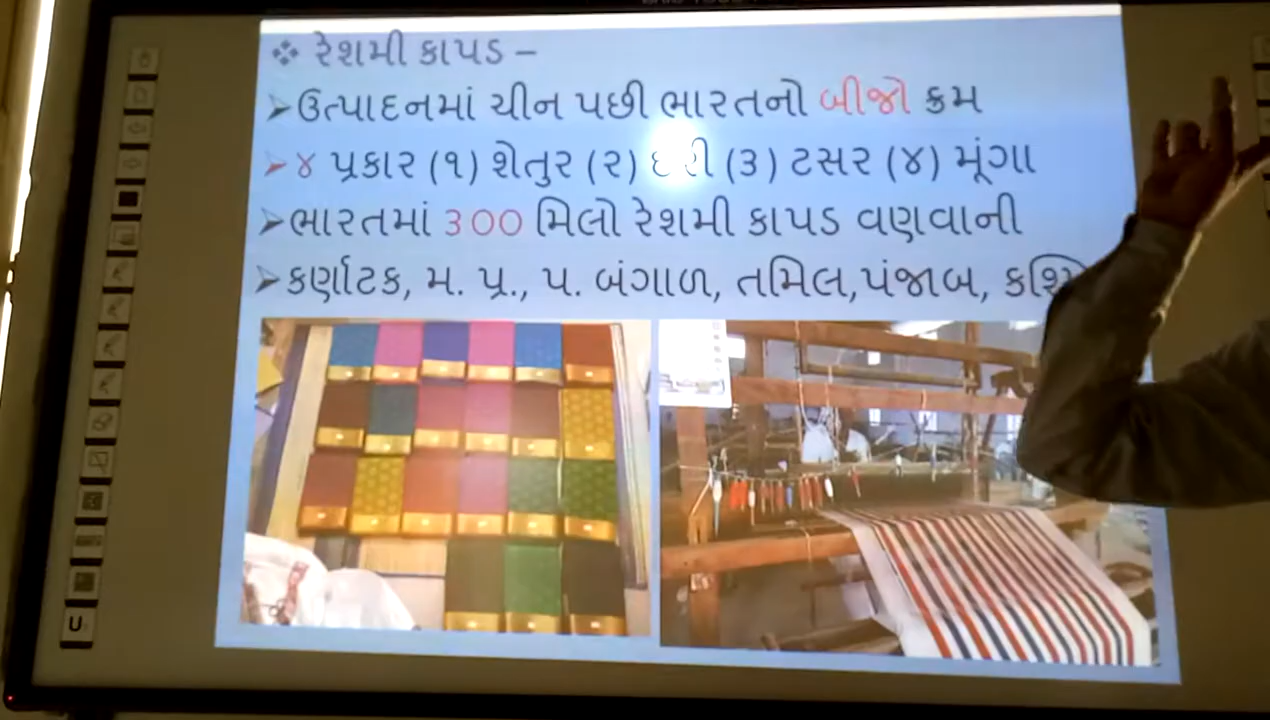 ❖ રેશમી કાપડ –
➢ ઉત્પાદનમાં ચીન પછી ભારતનો બીજો ક્રમ
➢ ૪ પ્રકાર (૧) શેતુર (૨) (૩) ટસર (૪) મૂંગા
➢ ભારતમાં ૩૦૦ મિલો રેશમી કાપડ વણવાની
➢ કર્ણાટક, મ. પ્ર., પ. બંગાળ, તમિલ,પંજાબ,